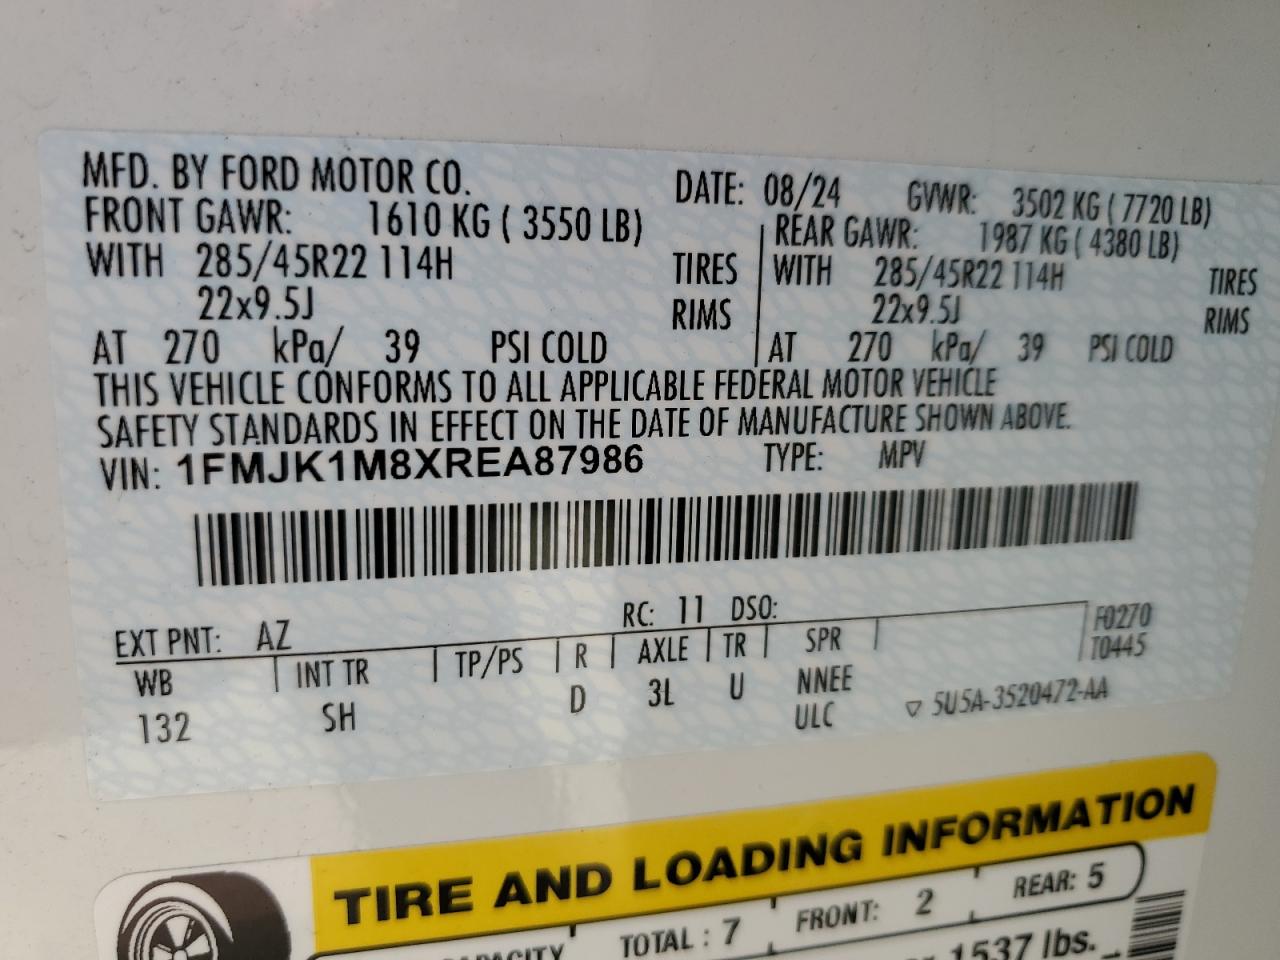 MFD. BY FORD MOTOR CO. DATE: 08/24 GVWR: 3502 KG ( 7720 LB)
FRONT GAWR: 1610 KG ( 3550 LB) REAR GAWR: 1987 KG ( 4380 LB)
WITH 285/45R22 114H TIRES WITH 285/45R22 114H TIRES
22x9.5J RIMS 22x9.5J RIMS
AT 270 kPa/ 39 PSI COLD AT 270 kPa/ 39 PSI COLD
THIS VEHICLE CONFORMS TO ALL APPLICABLE FEDERAL MOTOR VEHICLE
SAFETY STANDARDS IN EFFECT ON THE DATE OF MANUFACTURE SHOWN ABOVE.
VIN: 1FMJK1M8XREA87986 TYPE: MPV
EXT PNT: AZ RC: 11 DSO: F0270
WB INT TR TP/PS R AXLE TR SPR T0445
132 SH D 3L U NNEE
ULC ▽ 5U5A-3520472-AA
TIRE AND LOADING INFORMATION
TOTAL : 7 FRONT: 2 REAR: 5
1537 lbs.